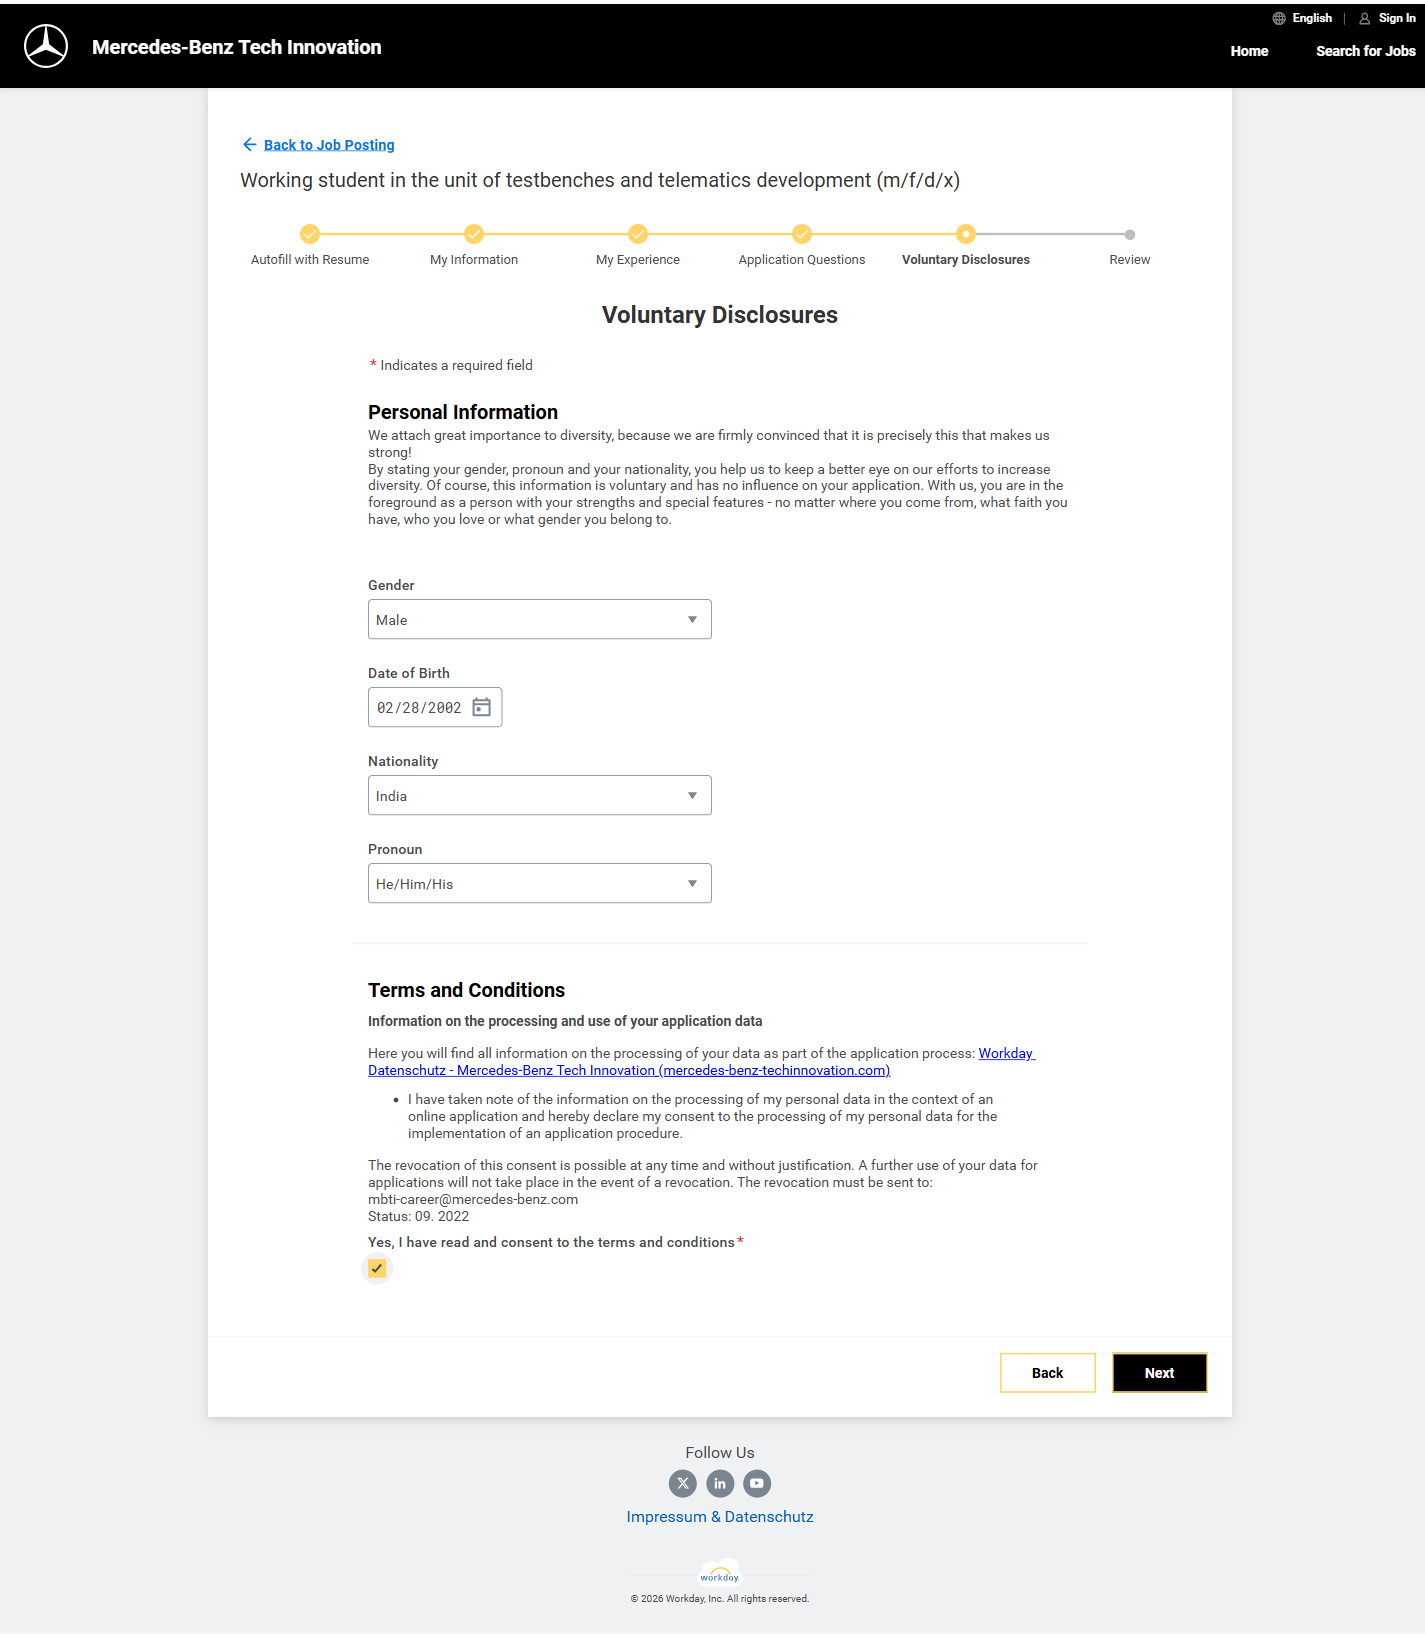 English | Sign In
Mercedes-Benz Tech Innovation
Home Search for Jobs
Back to Job Posting
Working student in the unit of testbenches and telematics development (m/f/d/x)
Autofill with Resume My Information My Experience Application Questions Voluntary Disclosures Review
Voluntary Disclosures
* Indicates a required field
Personal Information
We attach great importance to diversity, because we are firmly convinced that it is precisely this that makes us
strong!
By stating your gender, pronoun and your nationality, you help us to keep a better eye on our efforts to increase
diversity. Of course, this information is voluntary and has no influence on your application. With us, you are in the
foreground as a person with your strengths and special features - no matter where you come from, what faith you
have, who you love or what gender you belong to.
Gender
Male
Date of Birth
02/28/2002
Nationality
India
Pronoun
He/Him/His
Terms and Conditions
Information on the processing and use of your application data
Here you will find all information on the processing of your data as part of the application process: Workday
Datenschutz - Mercedes-Benz Tech Innovation (mercedes-benz-techinnovation.com)
• I have taken note of the information on the processing of my personal data in the context of an
online application and hereby declare my consent to the processing of my personal data for the
implementation of an application procedure.
The revocation of this consent is possible at any time and without justification. A further use of your data for
applications will not take place in the event of a revocation. The revocation must be sent to:
mbti-career@mercedes-benz.com
Status: 09. 2022
Yes, I have read and consent to the terms and conditions*
Back Next
Follow Us
X in
Impressum & Datenschutz
workday.
© 2026 Workday, Inc. All rights reserved.